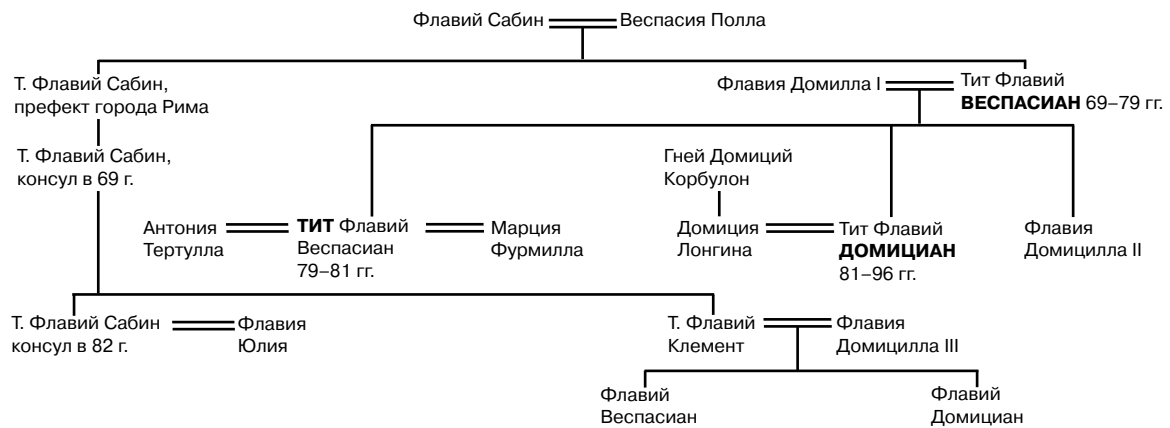 Флавий Сабин Веспасия Полла
Т. Флавий Сабин,
префект города Рима
Флавия Домилла I
Тит Флавий
ВЕСПАСИАН 69–79 гг.
Т. Флавий Сабин,
консул в 69 г.
Гней Домиций
Корбулон
Антония
Тертулла
ТИТ Флавий
Веспасиан
79–81 гг.
Марция
Фурмилла
Домиция
Лонгина
Тит Флавий
ДОМИЦИАН
81–96 гг.
Флавия
Домицилла II
Т. Флавий Сабин
консул в 82 г.
Флавия
Юлия
Т. Флавий
Клемент
Флавия
Домицилла III
Флавий
Веспасиан
Флавий
Домициан